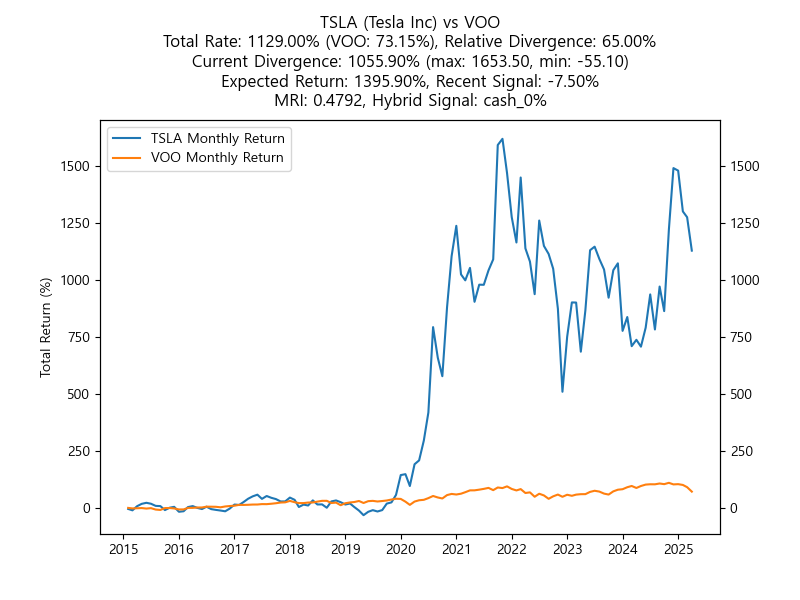 TSLA (Tesla Inc) vs VOO
Total Rate: 1129.00% (VOO: 73.15%), Relative Divergence: 65.00%
Current Divergence: 1055.90% (max: 1653.50, min: -55.10)
Expected Return: 1395.90%, Recent Signal: -7.50%
MRI: 0.4792, Hybrid Signal: cash_0%
TSLA Monthly Return
VOO Monthly Return
Total Return (%)
1500
1250
1000
750
500
250
0
1500
1250
1000
750
500
250
0
2015 2016 2017 2018 2019 2020 2021 2022 2023 2024 2025